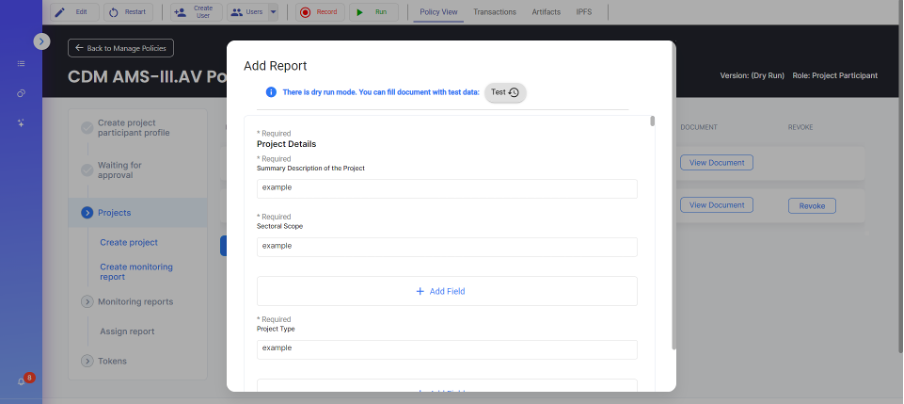 Edit
Restart
Create User
Users
Record
Run
Policy View
Transactions
Artifacts
IPFS
Back to Manage Policies
CDM AMS-III.AV Po
Version: (Dry Run) Role: Project Participant
Create project
participant profile
Waiting for
approval
Projects
Create project
Create monitoring
report
Monitoring reports
Assign report
Tokens
8
Add Report
There is dry run mode. You can fill document with test data:
Test
* Required
Project Details
* Required
Summary Description of the Project
example
* Required
Sectoral Scope
example
+ Add Field
* Required
Project Type
example
DOCUMENT
REVOKE
View Document
View Document
Revoke